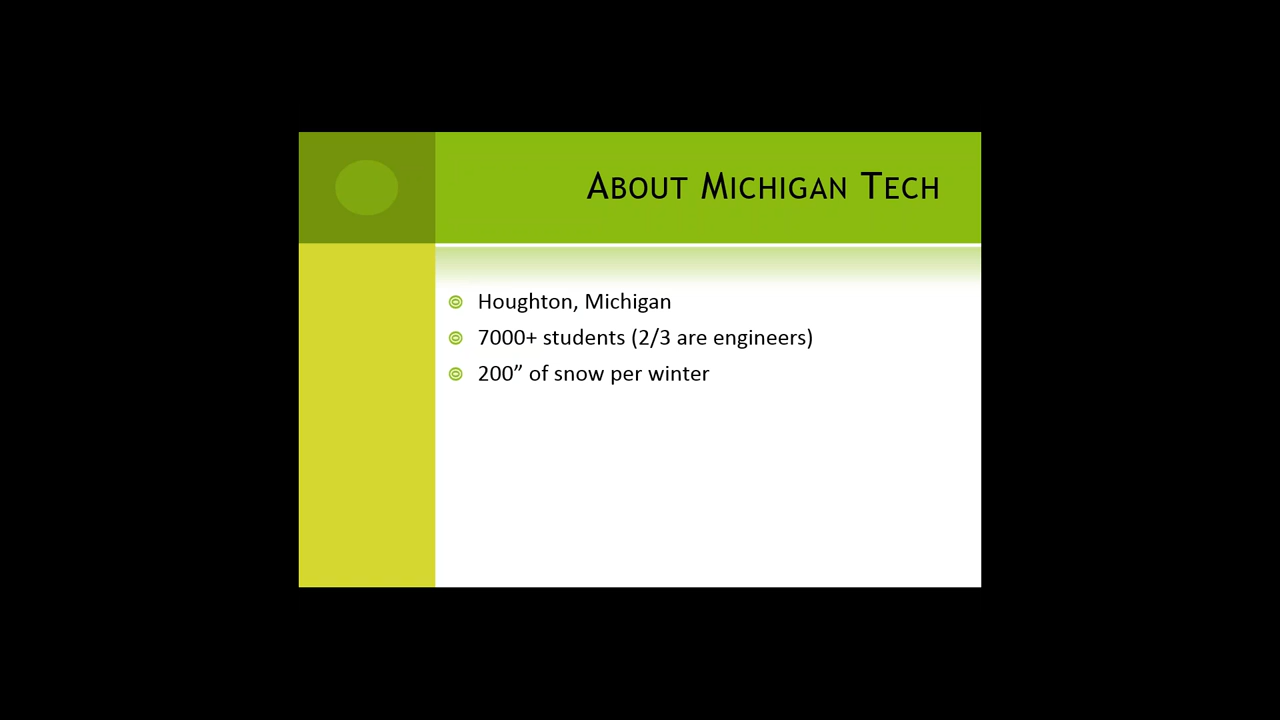 About Michigan Tech
Houghton, Michigan
7000+ students (2/3 are engineers)
200” of snow per winter